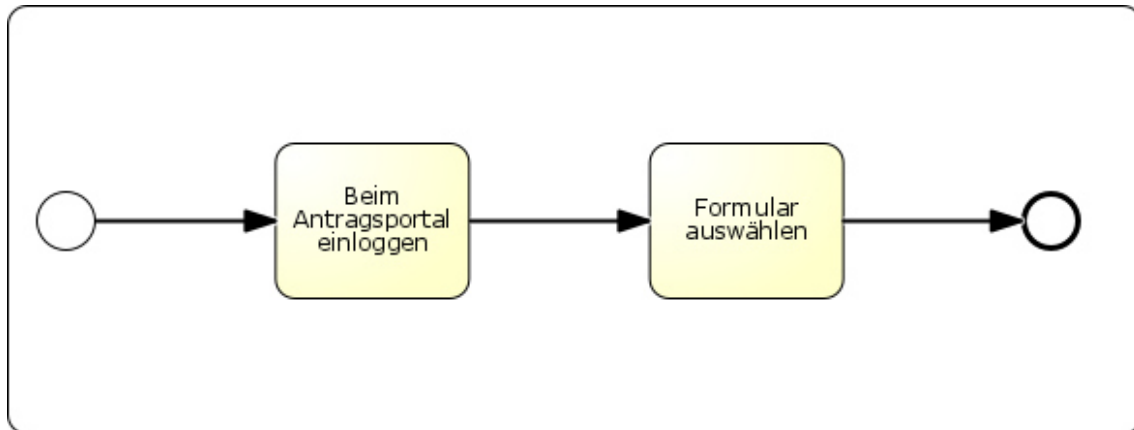 Beim
Antragsportal
einloggen
Formular
auswählen